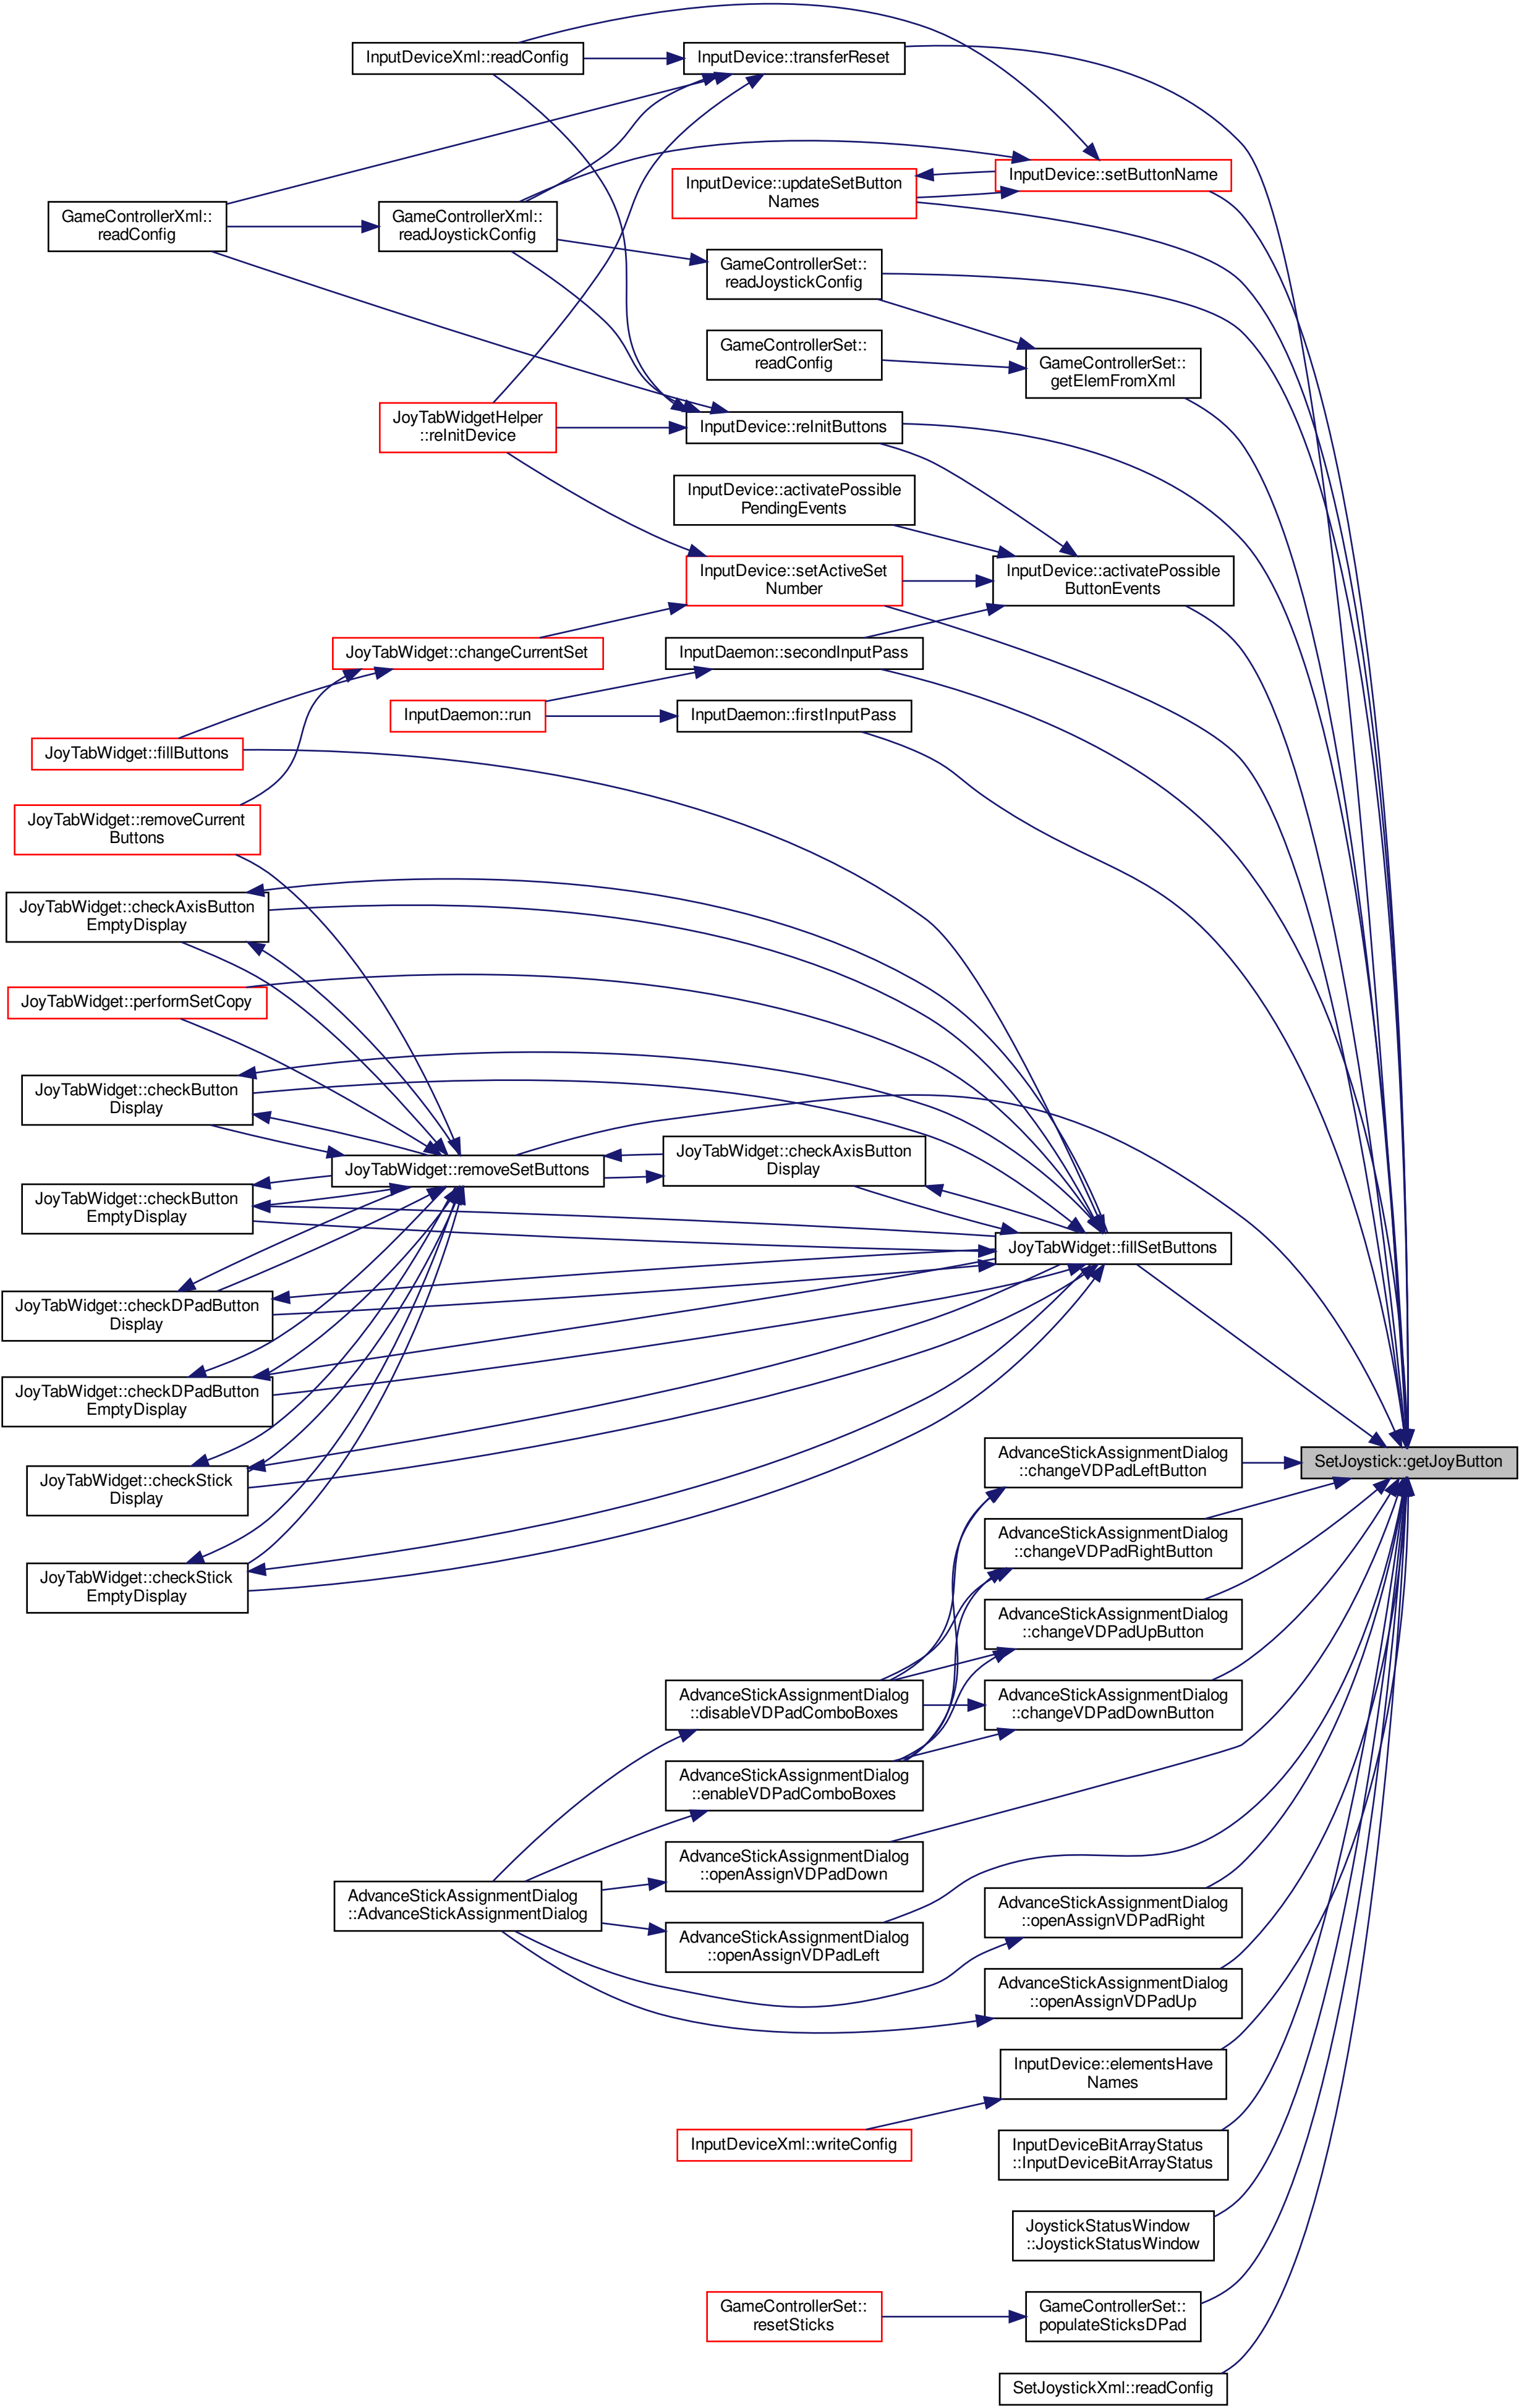 InputDeviceXml::readConfig
InputDevice::transferReset
InputDevice::setButtonName
InputDevice::updateSetButton
Names
GameControllerXml::
readConfig
GameControllerXml::
readJoystickConfig
GameControllerSet::
readJoystickConfig
GameControllerSet::
readConfig
GameControllerSet::
getElemFromXml
JoyTabWidgetHelper
::reInitDevice
InputDevice::reInitButtons
InputDevice::activatePossible
PendingEvents
InputDevice::setActiveSet
Number
InputDevice::activatePossible
ButtonEvents
JoyTabWidget::changeCurrentSet
InputDaemon::secondInputPass
InputDaemon::run
InputDaemon::firstInputPass
JoyTabWidget::fillButtons
JoyTabWidget::removeCurrent
Buttons
JoyTabWidget::checkAxisButton
EmptyDisplay
JoyTabWidget::performSetCopy
JoyTabWidget::checkButton
Display
JoyTabWidget::removeSetButtons
JoyTabWidget::checkAxisButton
Display
JoyTabWidget::checkButton
EmptyDisplay
JoyTabWidget::fillSetButtons
JoyTabWidget::checkDPadButton
Display
JoyTabWidget::checkDPadButton
EmptyDisplay
JoyTabWidget::checkStick
Display
JoyTabWidget::checkStick
EmptyDisplay
SetJoystick::getJoyButton
AdvanceStickAssignmentDialog
::changeVDPadLeftButton
AdvanceStickAssignmentDialog
::changeVDPadRightButton
AdvanceStickAssignmentDialog
::changeVDPadUpButton
AdvanceStickAssignmentDialog
::disableVDPadComboBoxes
AdvanceStickAssignmentDialog
::changeVDPadDownButton
AdvanceStickAssignmentDialog
::enableVDPadComboBoxes
AdvanceStickAssignmentDialog
::openAssignVDPadDown
AdvanceStickAssignmentDialog
::AdvanceStickAssignmentDialog
AdvanceStickAssignmentDialog
::openAssignVDPadLeft
AdvanceStickAssignmentDialog
::openAssignVDPadRight
AdvanceStickAssignmentDialog
::openAssignVDPadUp
InputDevice::elementsHave
Names
InputDeviceXml::writeConfig
InputDeviceBitArrayStatus
::InputDeviceBitArrayStatus
JoystickStatusWindow
::JoystickStatusWindow
GameControllerSet::
resetSticks
GameControllerSet::
populateSticksDPad
SetJoystickXml::readConfig